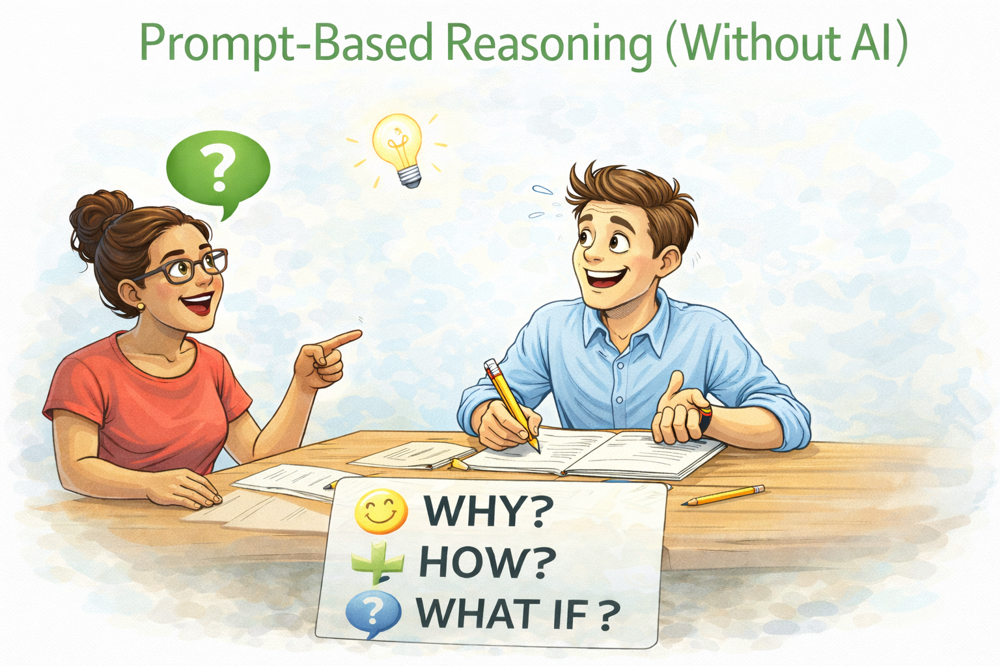 Prompt-Based Reasoning (Without AI)
?
WHY?
HOW?
? WHAT IF ?